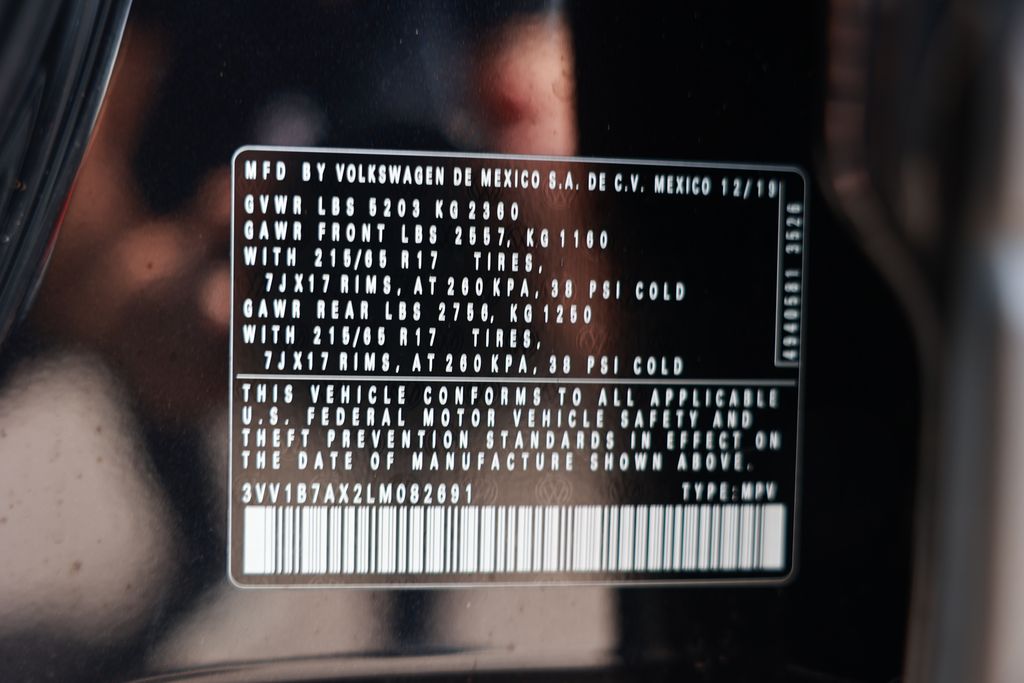 MFD BY VOLKSWAGEN DE MEXICO S.A. DE C.V. MEXICO 12/19
GVWR LBS 5203 KG 2360
GAWR FRONT LBS 2557, KG 1160
WITH 215/65 R17 TIRES,
7JX17 RIMS, AT 260 KPA, 38 PSI COLD
GAWR REAR LBS 2756, KG 1250
WITH 215/65 R17 TIRES,
7JX17 RIMS, AT 260 KPA, 38 PSI COLD
4940581 3526
THIS VEHICLE CONFORMS TO ALL APPLICABLE
U.S. FEDERAL MOTOR VEHICLE SAFETY AND
THEFT PREVENTION STANDARDS IN EFFECT ON
THE DATE OF MANUFACTURE SHOWN ABOVE.
3VV1B7AX2LM082691 TYPE:MPV